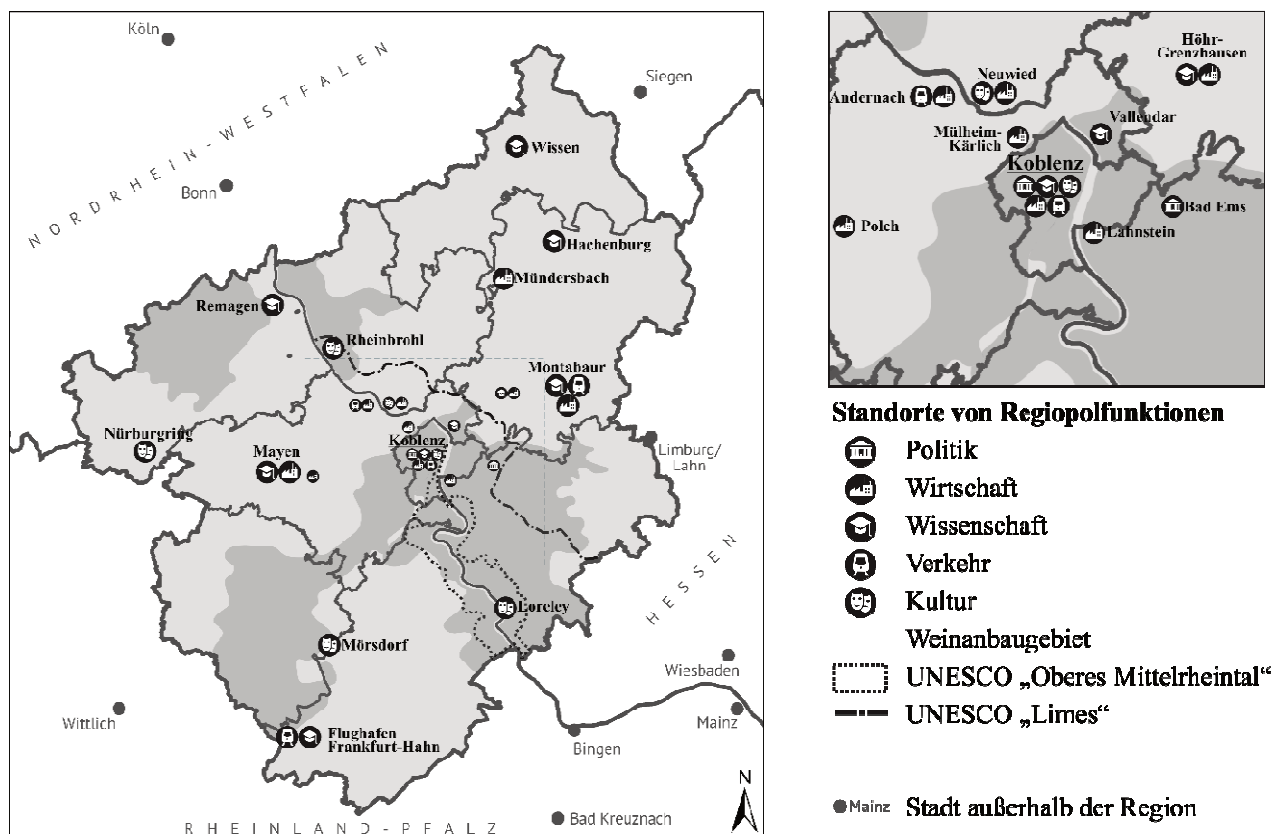 Köln
NORDRHEIN-WESTFALEN
Siegen
Wissen
Bonn
Hachenburg
Mündersbach
Remagen
Rheinbrohl
Montabaur
Nürburgring
Mayen
Koblenz
Limburg/
Lahn
HESSEN
Loreley
Mörsdorf
Wiesbaden
Wittlich
Mainz
Flughafen
Frankfurt-Hahn
Bingen
N
Bad Kreuznach
RHEINLAND-PFALZ
Höhr-
Grenzhausen
Neuwied
Andernach
Vallendar
Mülheim-
Kärlich
Koblenz
Bad Ems
Polch
Lahnstein
Standorte von Regiopolfunktionen
Politik
Wirtschaft
Wissenschaft
Verkehr
Kultur
Weinanbaugebiet
UNESCO „Oberes Mittelrheintal“
UNESCO „Limes“
Mainz Stadt außerhalb der Region